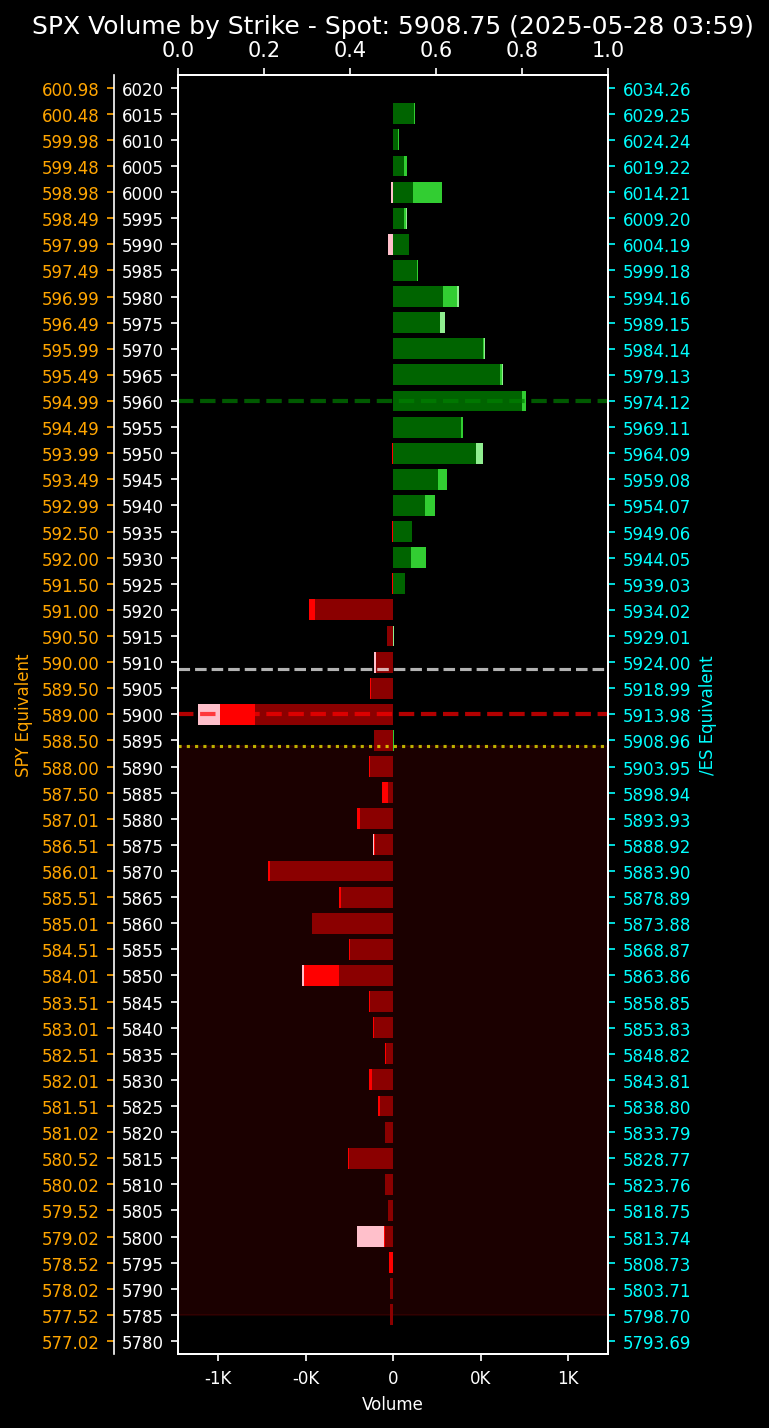 SPX Volume by Strike - Spot: 5908.75 (2025-05-28 03:59)
0.0 0.2 0.4 0.6 0.8 1.0
600.98 6020 6034.26
600.48 6015 6029.25
599.98 6010 6024.24
599.48 6005 6019.22
598.98 6000 6014.21
598.49 5995 6009.20
597.99 5990 6004.19
597.49 5985 5999.18
596.99 5980 5994.16
596.49 5975 5989.15
595.99 5970 5984.14
595.49 5965 5979.13
594.99 5960 5974.12
594.49 5955 5969.11
593.99 5950 5964.09
593.49 5945 5959.08
592.99 5940 5954.07
592.50 5935 5949.06
592.00 5930 5944.05
591.50 5925 5939.03
591.00 5920 5934.02
590.50 5915 5929.01
590.00 5910 5924.00
589.50 5905 5918.99
589.00 5900 5913.98
588.50 5895 5908.96
588.00 5890 5903.95
587.50 5885 5898.94
587.01 5880 5893.93
586.51 5875 5888.92
586.01 5870 5883.90
585.51 5865 5878.89
585.01 5860 5873.88
584.51 5855 5868.87
584.01 5850 5863.86
583.51 5845 5858.85
583.01 5840 5853.83
582.51 5835 5848.82
582.01 5830 5843.81
581.51 5825 5838.80
581.02 5820 5833.79
580.52 5815 5828.77
580.02 5810 5823.76
579.52 5805 5818.75
579.02 5800 5813.74
578.52 5795 5808.73
578.02 5790 5803.71
577.52 5785 5798.70
577.02 5780 5793.69
SPY Equivalent
/ES Equivalent
-1K -0K 0 0K 1K
Volume